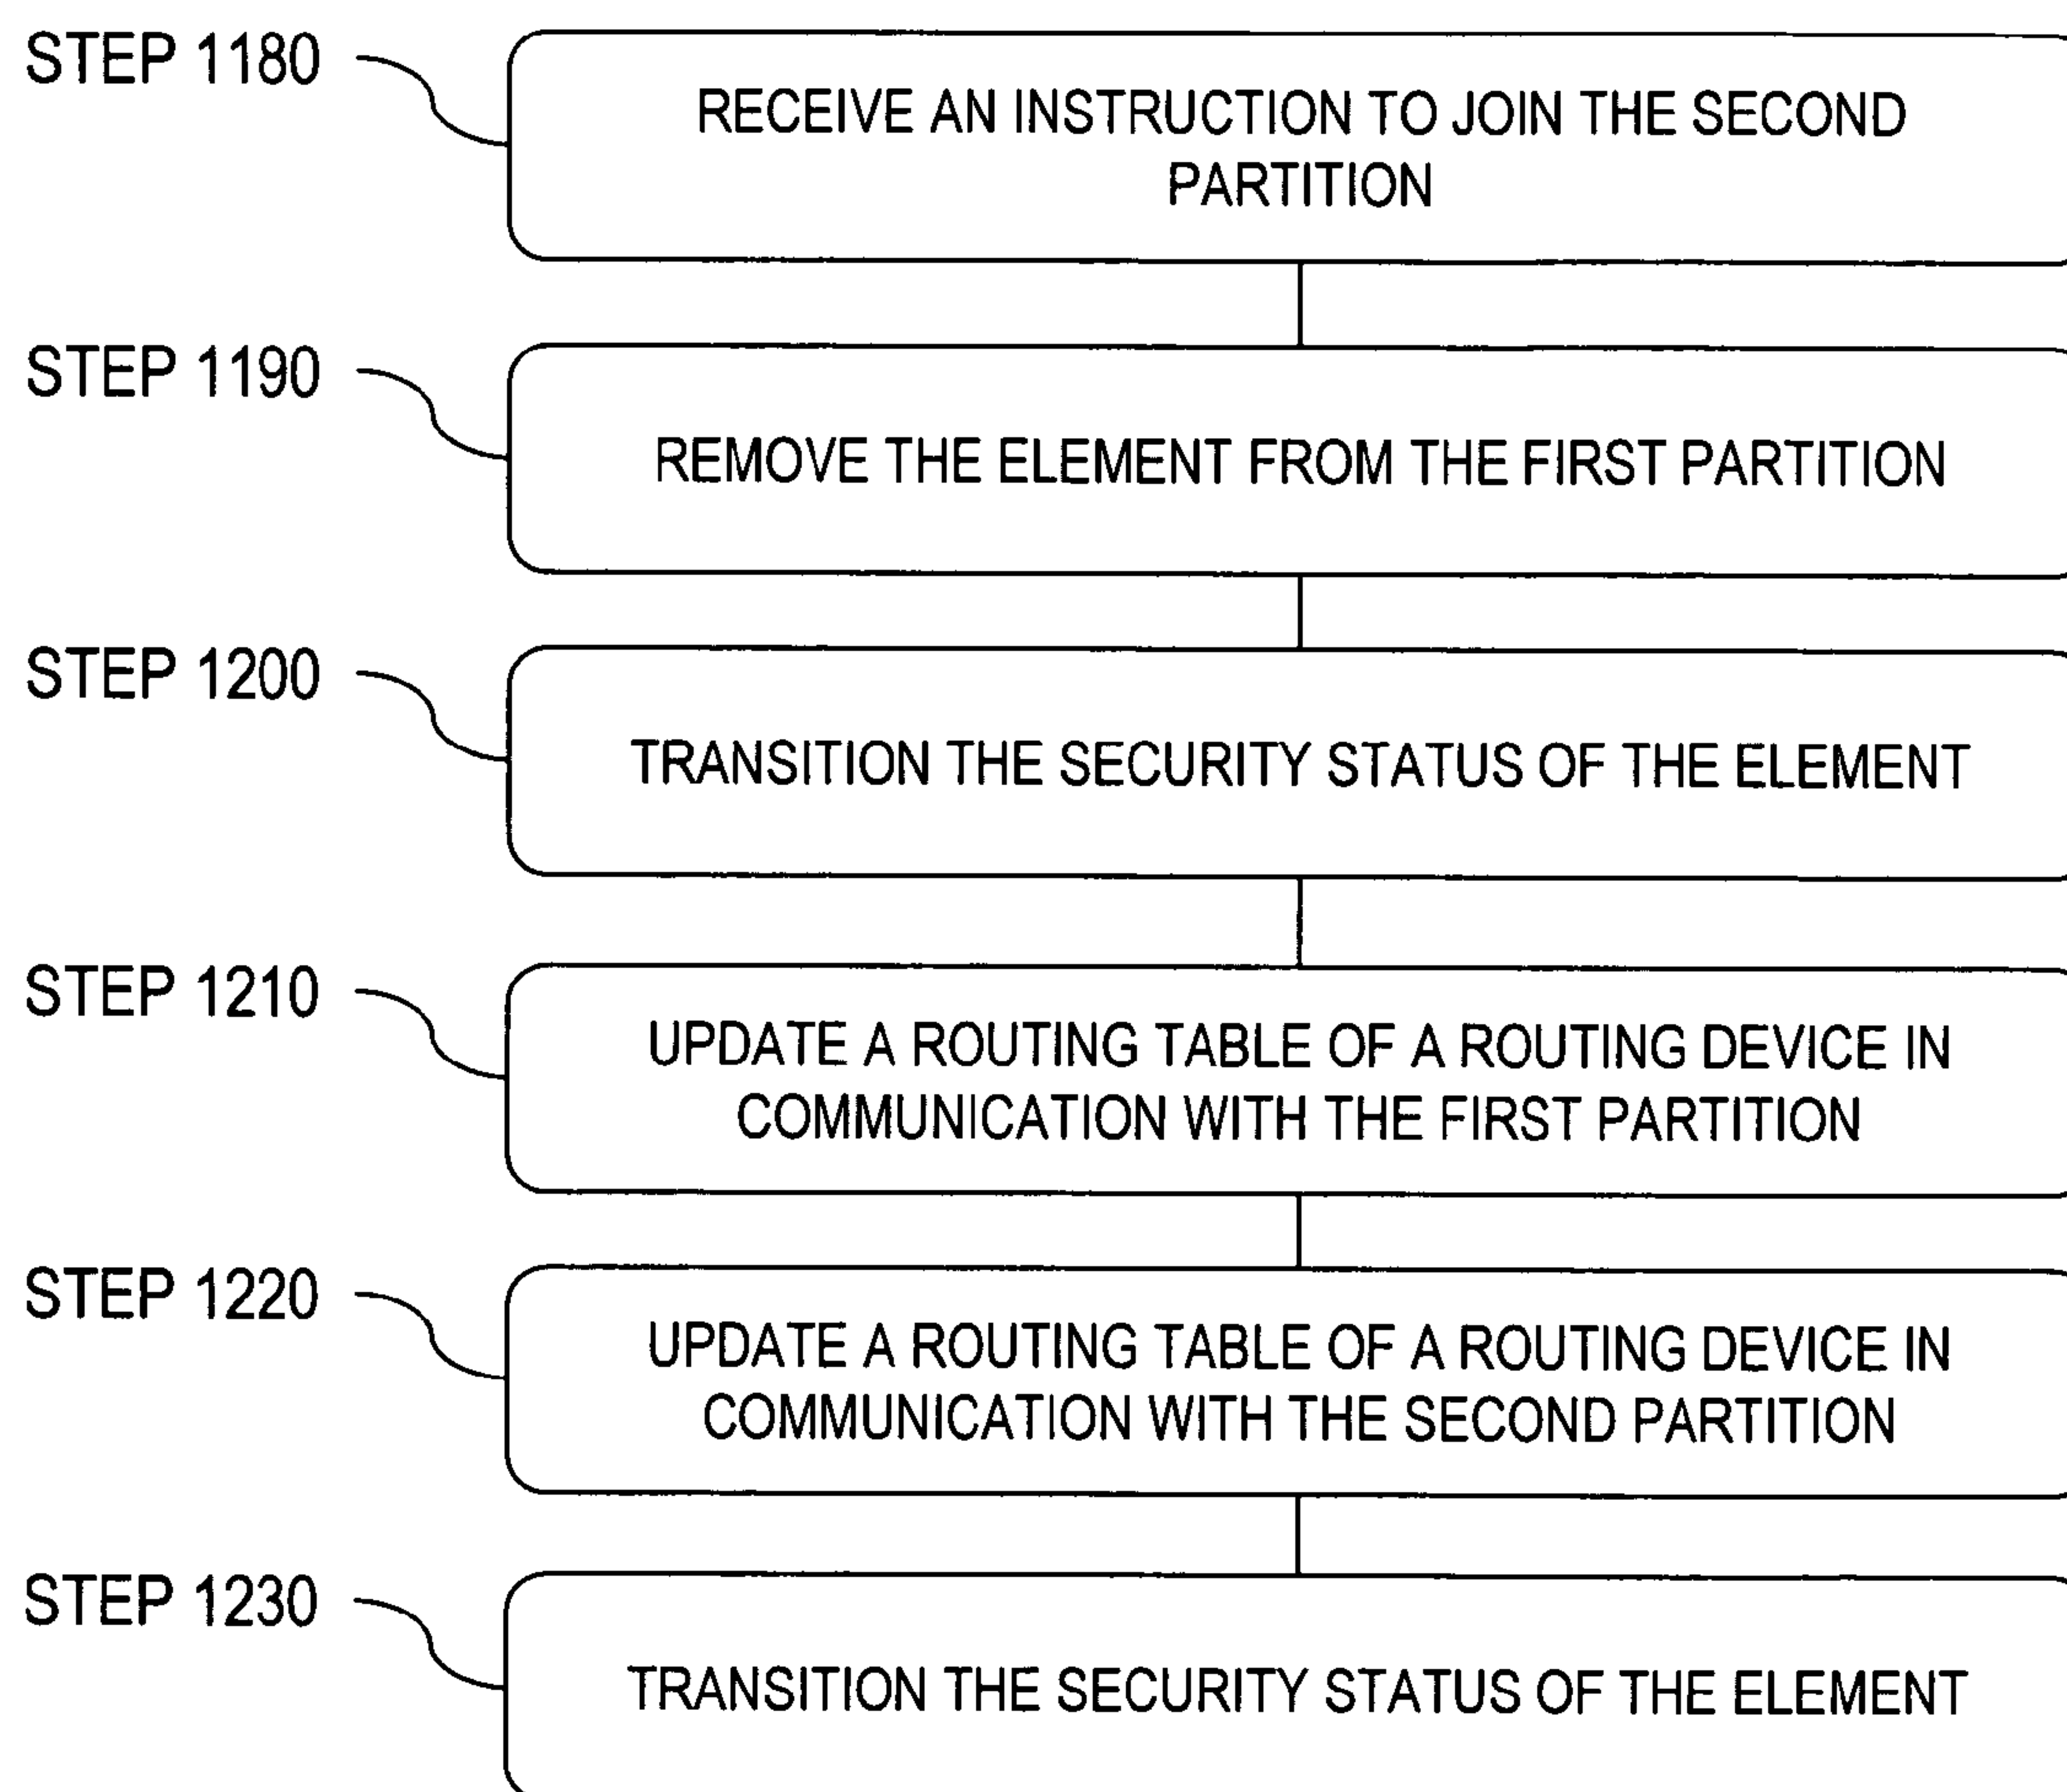 STEP 1180
RECEIVE AN INSTRUCTION TO JOIN THE SECOND
PARTITION
STEP 1190
REMOVE THE ELEMENT FROM THE FIRST PARTITION
STEP 1200
TRANSITION THE SECURITY STATUS OF THE ELEMENT
STEP 1210
UPDATE A ROUTING TABLE OF A ROUTING DEVICE IN
COMMUNICATION WITH THE FIRST PARTITION
STEP 1220
UPDATE A ROUTING TABLE OF A ROUTING DEVICE IN
COMMUNICATION WITH THE SECOND PARTITION
STEP 1230
TRANSITION THE SECURITY STATUS OF THE ELEMENT